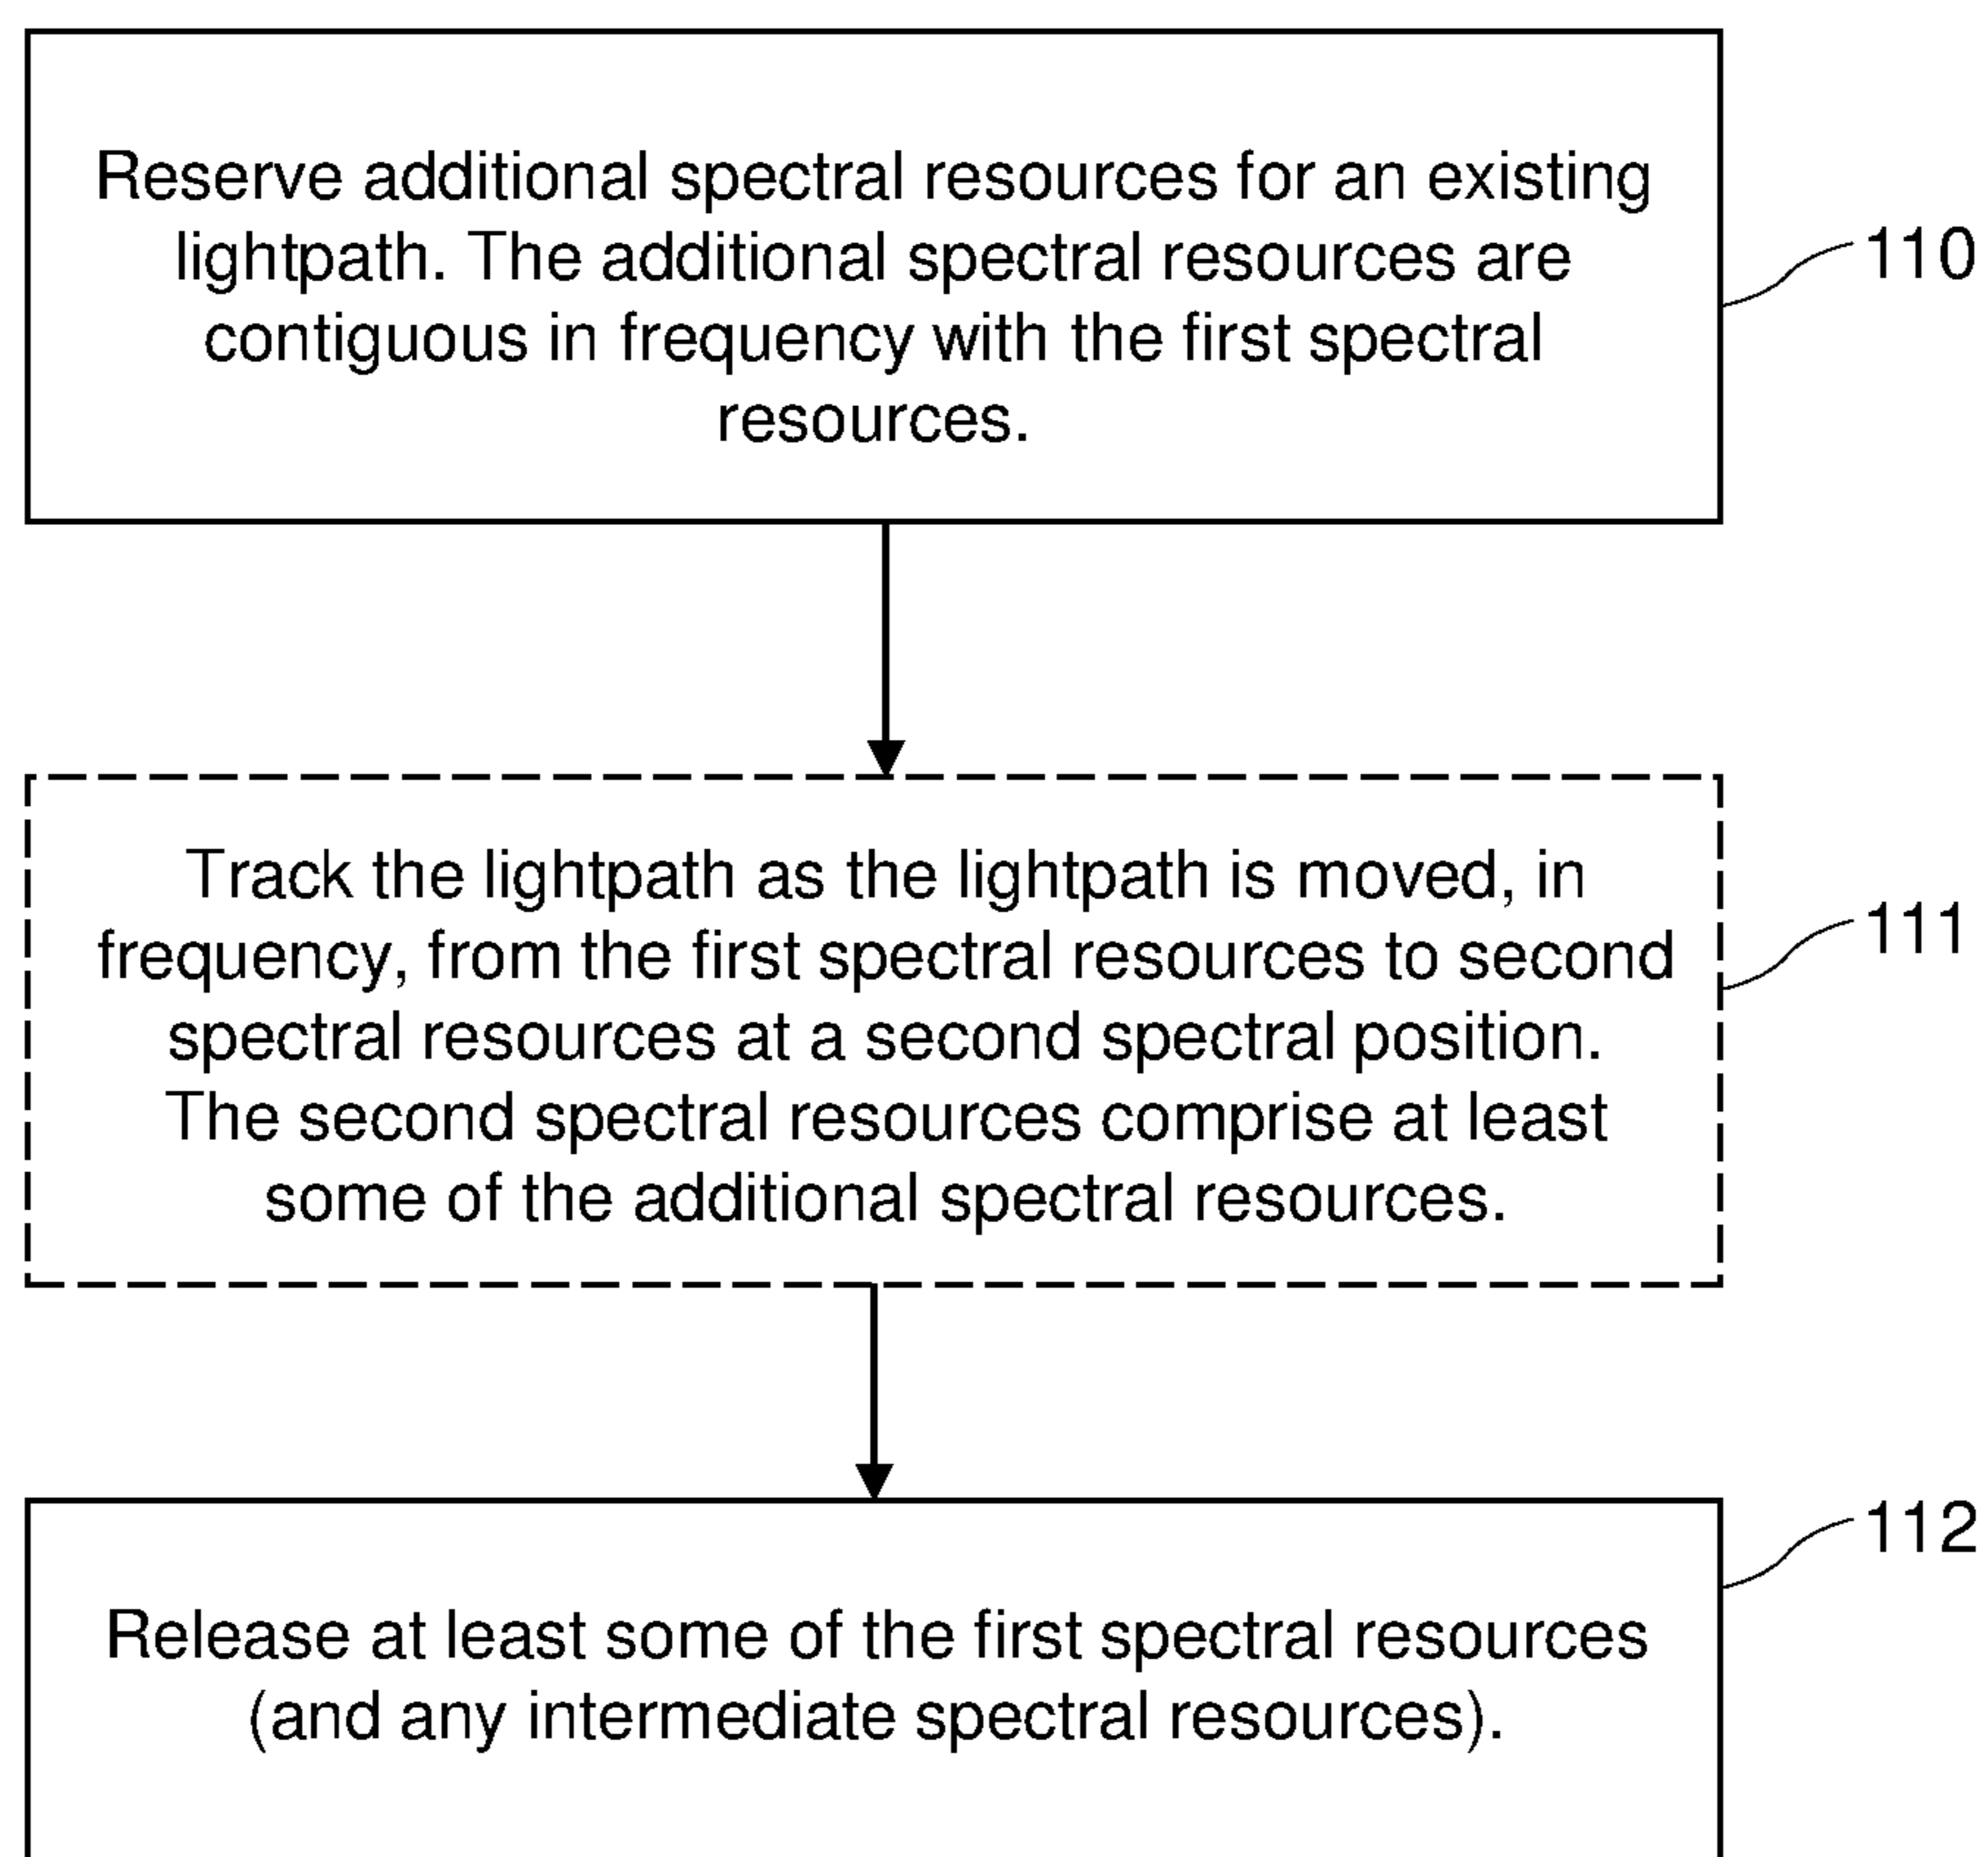 Reserve additional spectral resources for an existing
lightpath. The additional spectral resources are
contiguous in frequency with the first spectral
resources.
110
Track the lightpath as the lightpath is moved, in
frequency, from the first spectral resources to second
spectral resources at a second spectral position.
The second spectral resources comprise at least
some of the additional spectral resources.
111
112
Release at least some of the first spectral resources
(and any intermediate spectral resources).